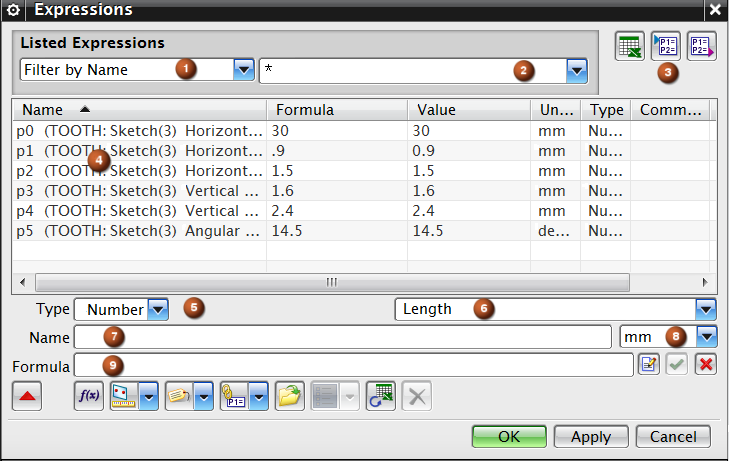 Expressions
Listed Expressions
Filter by Name 1 * 2
P1= P2= P1= P2=
3
Name Formula Value Un... Type Comm...
p0 (TOOTH: Sketch(3) Horizont... 30 30 mm Nu...
p1 (TOOTH: Sketch(3) Horizont... .9 0.9 mm Nu...
4
p2 (TOOTH: Sketch(3) Horizont... 1.5 1.5 mm Nu...
p3 (TOOTH: Sketch(3) Vertical ... 1.6 1.6 mm Nu...
p4 (TOOTH: Sketch(3) Vertical ... 2.4 2.4 mm Nu...
p5 (TOOTH: Sketch(3) Angular ... 14.5 14.5 de... Nu...
Type Number 5 Length 6
Name 7 mm 8
Formula 9
f(x) P1=
OK Apply Cancel